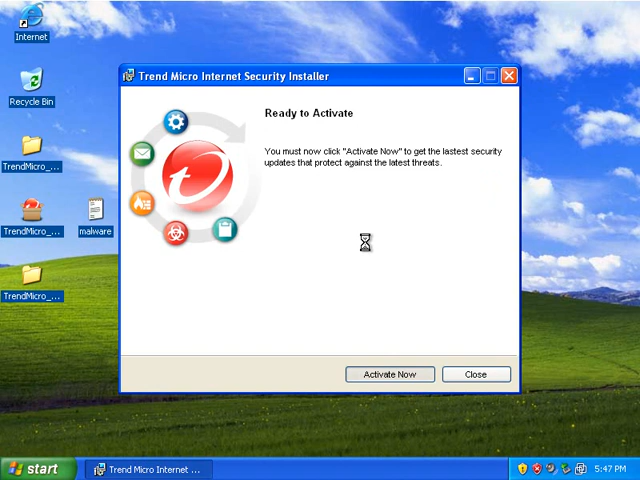 Internet
Recycle Bin
TrendMicro_...
TrendMicro_...
malware
TrendMicro_...
Trend Micro Internet Security Installer
Ready to Activate
You must now click "Activate Now" to get the lastest security
updates that protect against the latest threats.
Activate Now
Close
start
Trend Micro Internet ...
5:47 PM